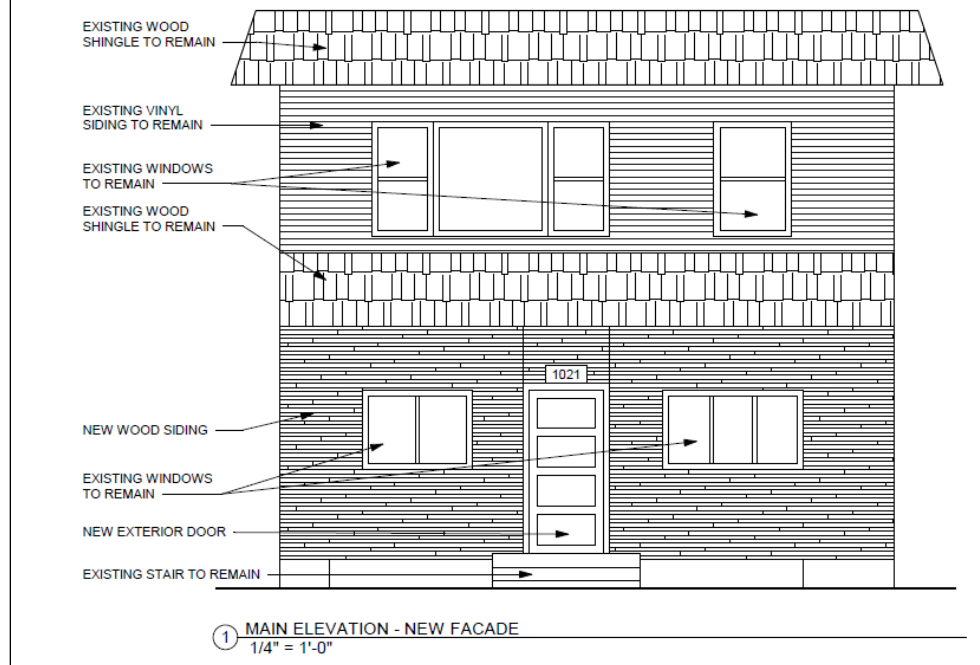 EXISTING WOOD
SHINGLE TO REMAIN
EXISTING VINYL
SIDING TO REMAIN
EXISTING WINDOWS
TO REMAIN
EXISTING WOOD
SHINGLE TO REMAIN
1021
NEW WOOD SIDING
EXISTING WINDOWS
TO REMAIN
NEW EXTERIOR DOOR
EXISTING STAIR TO REMAIN
1 MAIN ELEVATION - NEW FACADE
1/4" = 1'-0"